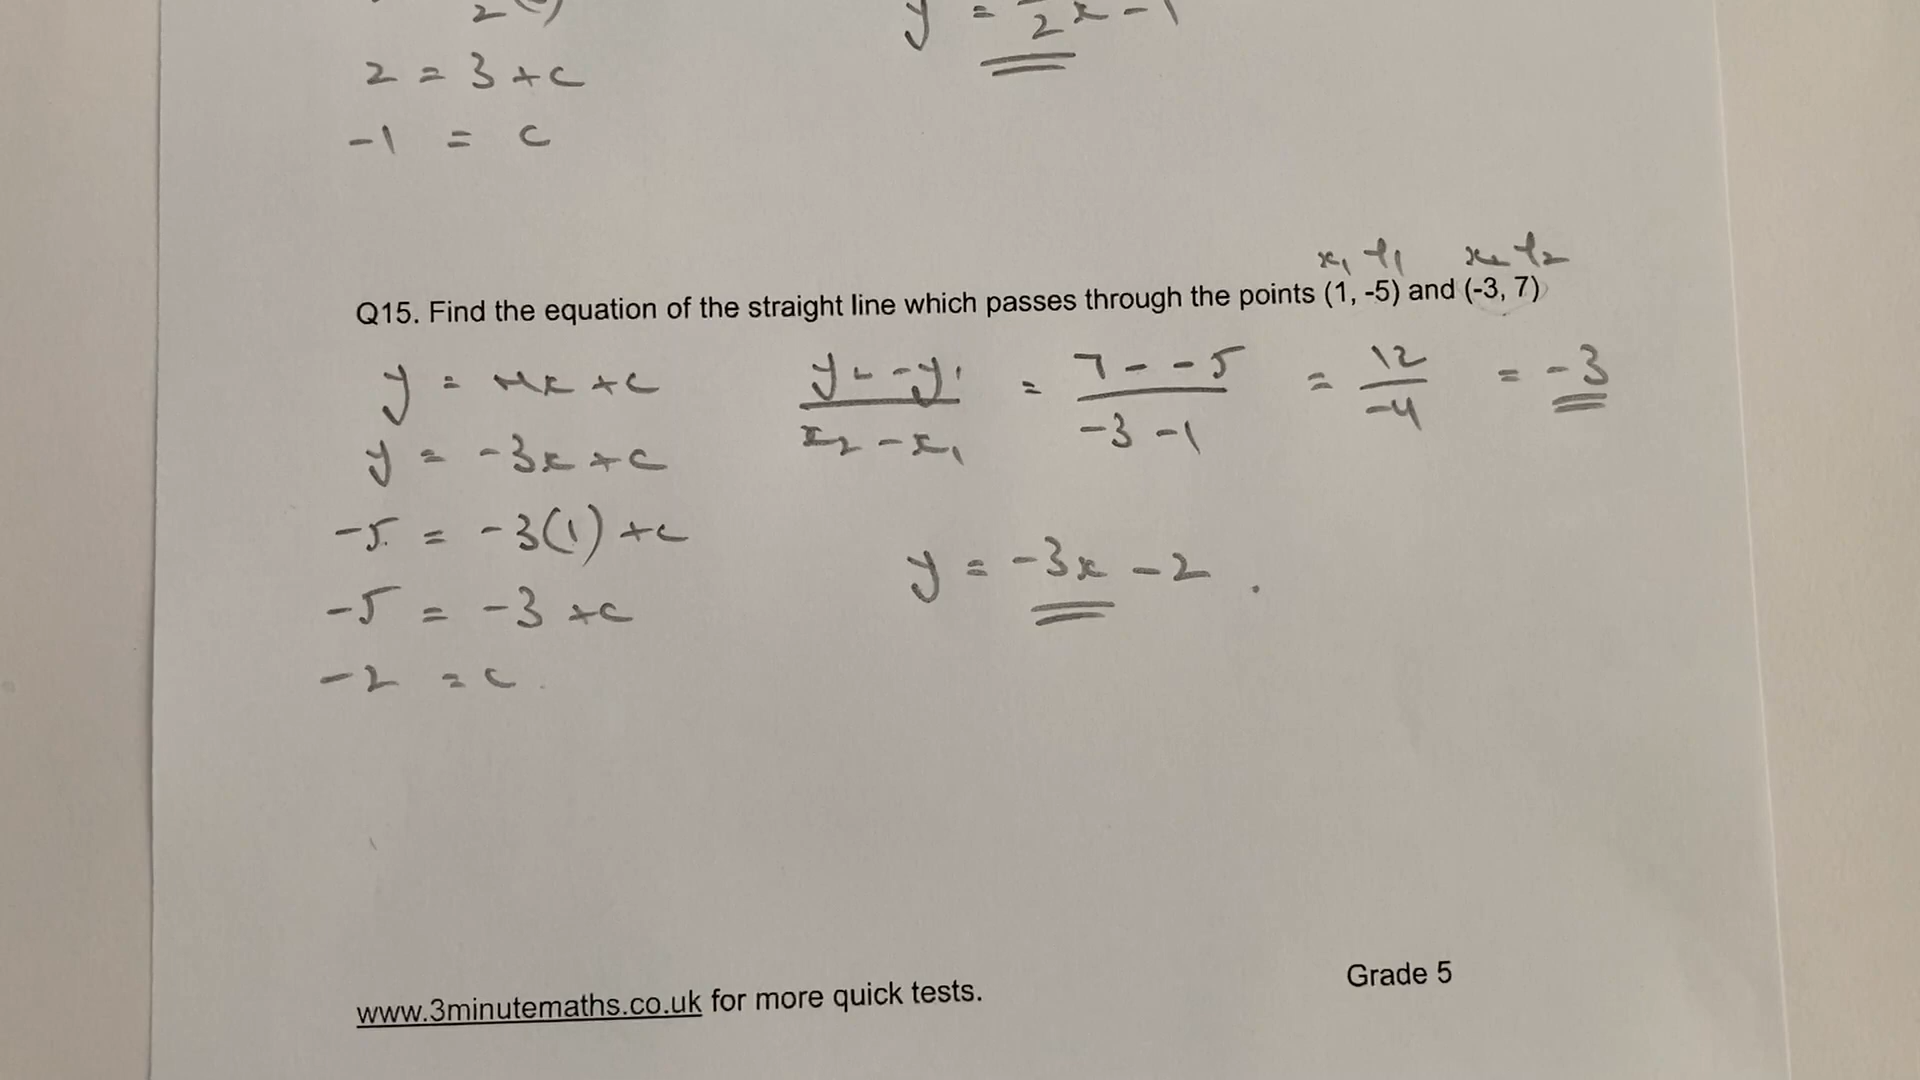 2 = 3 + c
-1 = c
y = 2x - 1
x₁ y₁ x₂ y₂
Q15. Find the equation of the straight line which passes through the points (1, -5) and (-3, 7)
y = mx + c
y₂ - y₁ / x₂ - x₁ = 7 - -5 / -3 - 1 = 12 / -4 = -3
y = -3x + c
-5 = -3(1) + c
y = -3x - 2.
-5 = -3 + c
-2 = c.
Grade 5
www.3minutemaths.co.uk for more quick tests.